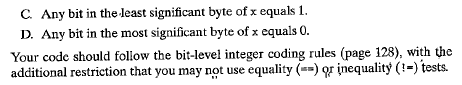 C. Any bit in the least significant byte of x equals 1.
D. Any bit in the most significant byte of x equals 0.
Your code should follow the bit-level integer coding rules (page 128), with the
additional restriction that you may not use equality (==) or inequality (!=) tests.